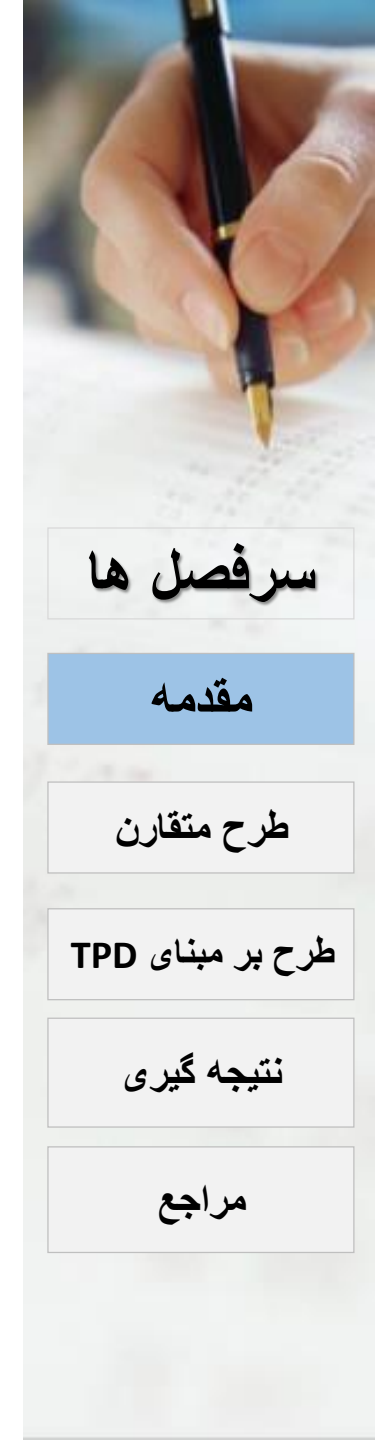 سرفصل ها
مقدمه
طرح متقارن
طرح بر مبنای TPD
نتیجه گیری
مراجع